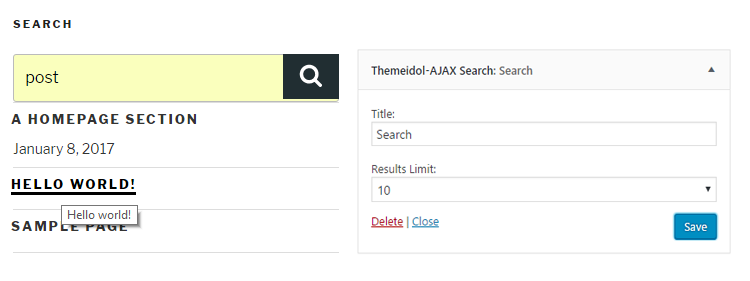 SEARCH
post
A HOMEPAGE SECTION
January 8, 2017
HELLO WORLD!
Hello world!
SAMPLE PAGE
Themeidol-AJAX Search: Search
Title:
Search
Results Limit:
10
Delete | Close
Save